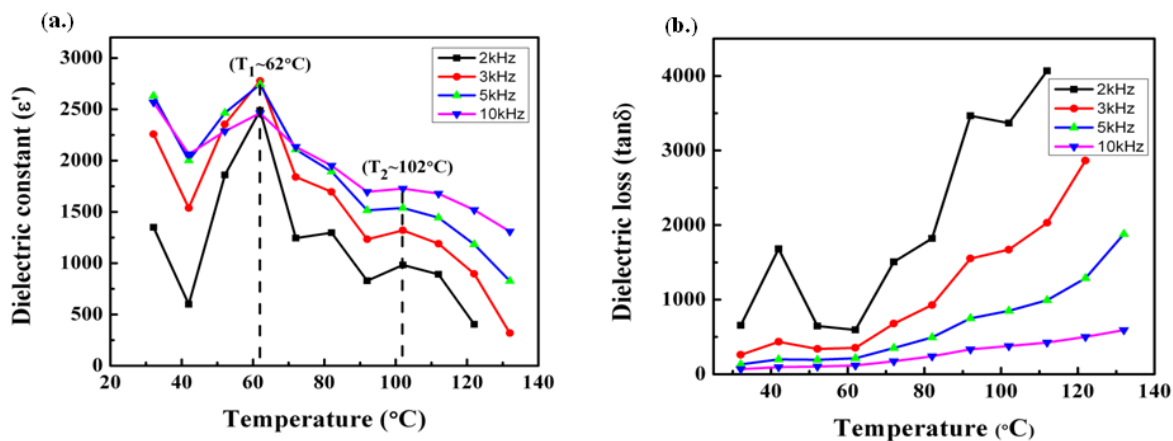 (a.)
3000
2500
2000
1500
1000
500
0
20
40
60
80
100
120
140
Dielectric constant (ε')
Temperature (°C)
(T₁~62°C)
(T₂~102°C)
2kHz
3kHz
5kHz
10kHz
(b.)
4000
3000
2000
1000
0
40
60
80
100
120
140
Dielectric loss (tanδ)
Temperature (°C)
2kHz
3kHz
5kHz
10kHz